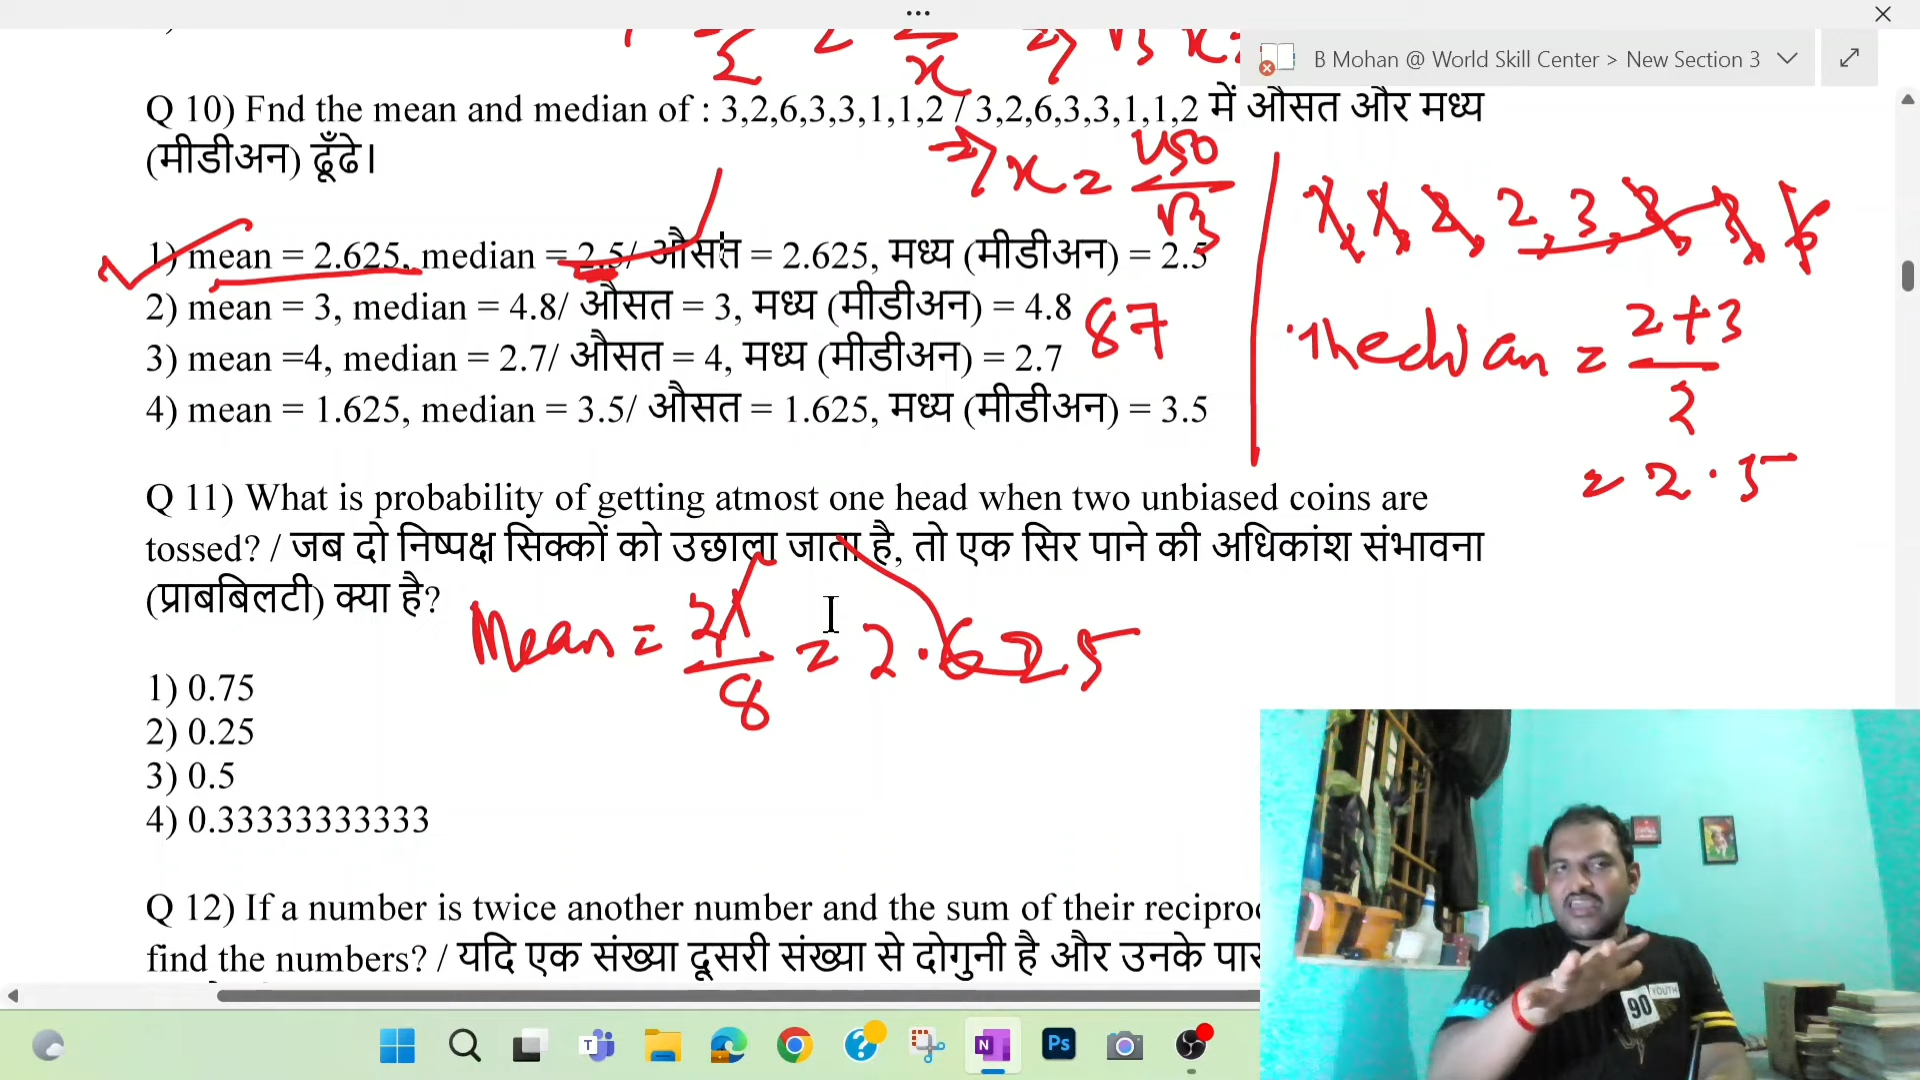 B Mohan @ World Skill Center > New Section 3
Q 10) Fnd the mean and median of : 3,2,6,3,3,1,1,2 / 3,2,6,3,3,1,1,2 में औसत और मध्य
(मीडीअन) ढूँढे।
x = √50/√3
1) mean = 2.625, median = 2.5/ औसत = 2.625, मध्य (मीडीअन) = 2.5
2) mean = 3, median = 4.8/ औसत = 3, मध्य (मीडीअन) = 4.8
3) mean =4, median = 2.7/ औसत = 4, मध्य (मीडीअन) = 2.7
4) mean = 1.625, median = 3.5/ औसत = 1.625, मध्य (मीडीअन) = 3.5
87
2, 3,
Median = 2+3/2
= 2.5
Q 11) What is probability of getting atmost one head when two unbiased coins are
tossed? / जब दो निष्पक्ष सिक्कों को उछाला जाता है, तो एक सिर पाने की अधिकांश संभावना
(प्राबबिलटी) क्या है?
Mean = 21/8 = 2.625
1) 0.75
2) 0.25
3) 0.5
4) 0.33333333333
Q 12) If a number is twice another number and the sum of their
find the numbers? / यदि एक संख्या दूसरी संख्या से दोगुनी है और उनके
90
YOUTH
Ps